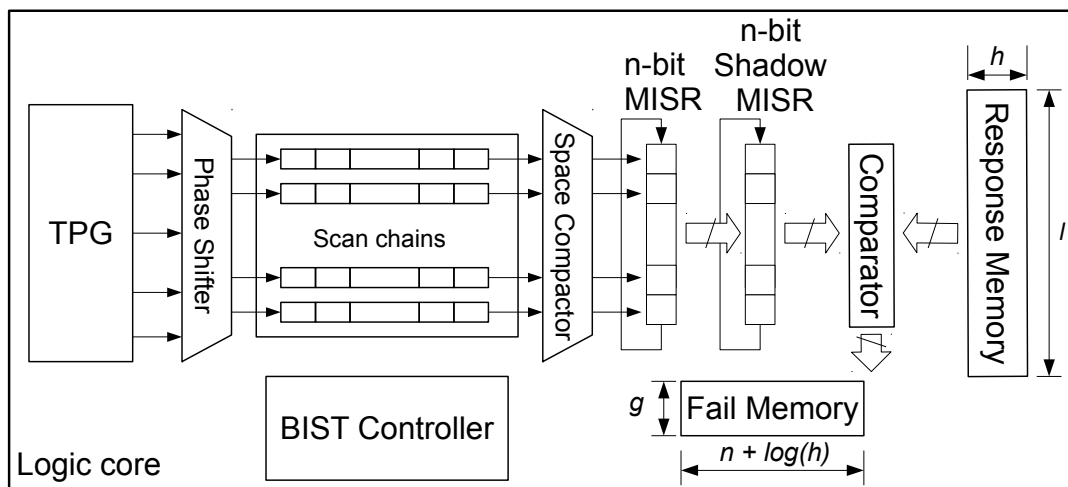 TPG
Phase Shifter
Scan chains
Space Compactor
n-bit
MISR
n-bit
Shadow
MISR
Comparator
h
Response Memory
l
BIST Controller
g
Fail Memory
n + log(h)
Logic core